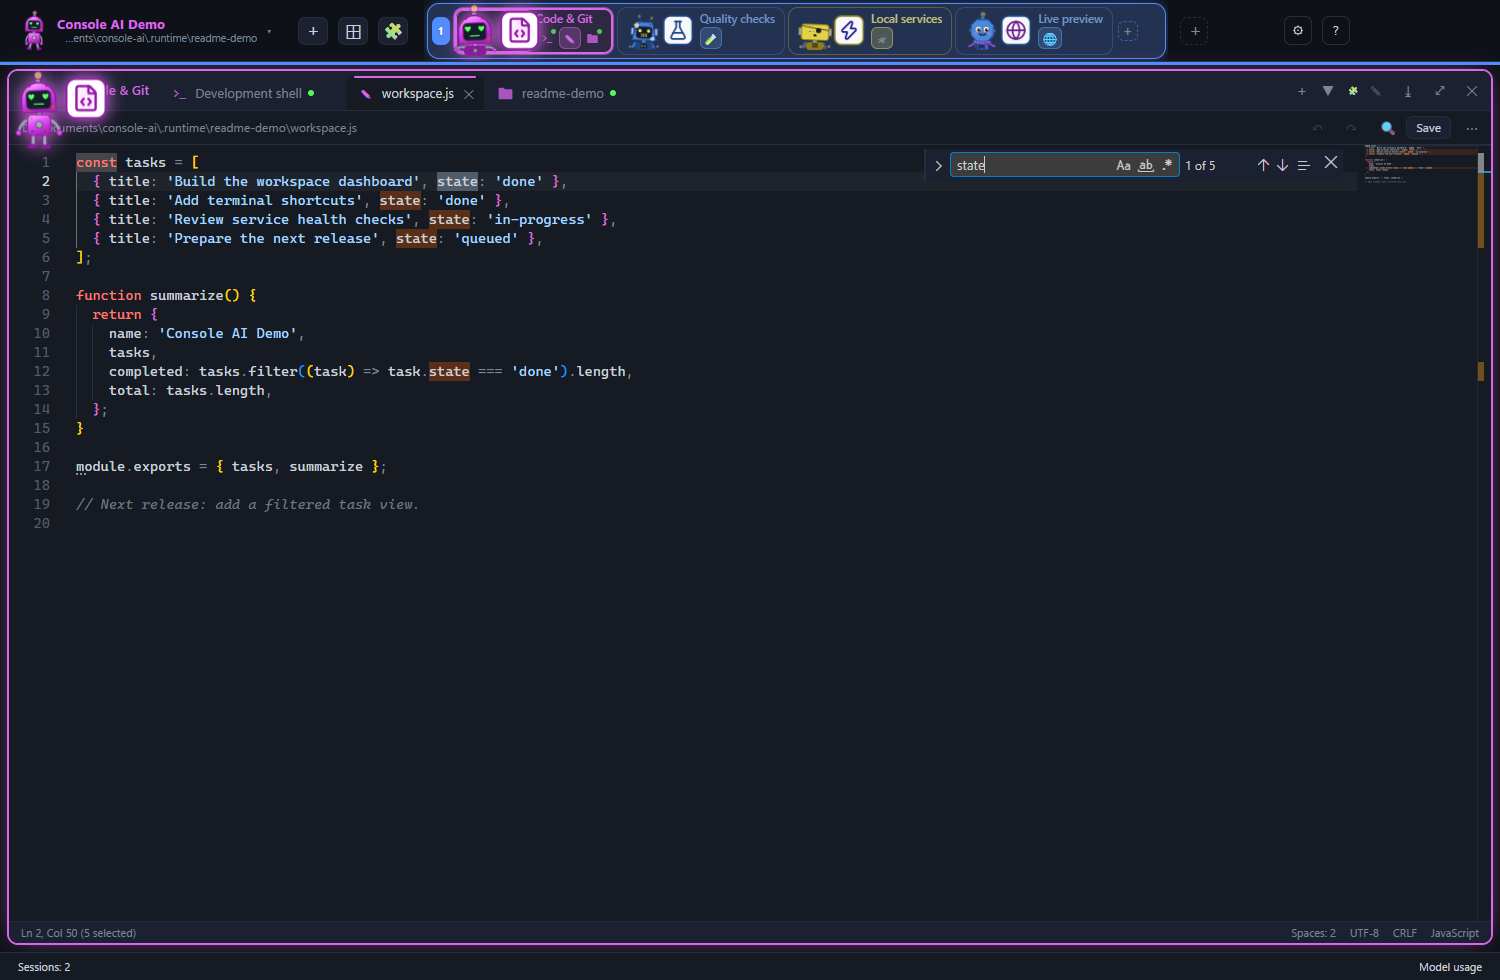 Console AI Demo
...ents\console-ai\.runtime\readme-demo
1
Code & Git
Quality checks
Local services
Live preview
?
le & Git
Development shell
workspace.js
readme-demo
uments\console-ai\.runtime\readme-demo\workspace.js
Save
state
Aa ab .*
1 of 5
1 const tasks = [
2 { title: 'Build the workspace dashboard', state: 'done' },
3 { title: 'Add terminal shortcuts', state: 'done' },
4 { title: 'Review service health checks', state: 'in-progress' },
5 { title: 'Prepare the next release', state: 'queued' },
6 ];
7
8 function summarize() {
9 return {
10 name: 'Console AI Demo',
11 tasks,
12 completed: tasks.filter((task) => task.state === 'done').length,
13 total: tasks.length,
14 };
15 }
16
17 module.exports = { tasks, summarize };
18
19 // Next release: add a filtered task view.
20
Ln 2, Col 50 (5 selected)
Spaces: 2 UTF-8 CRLF JavaScript
Sessions: 2
Model usage